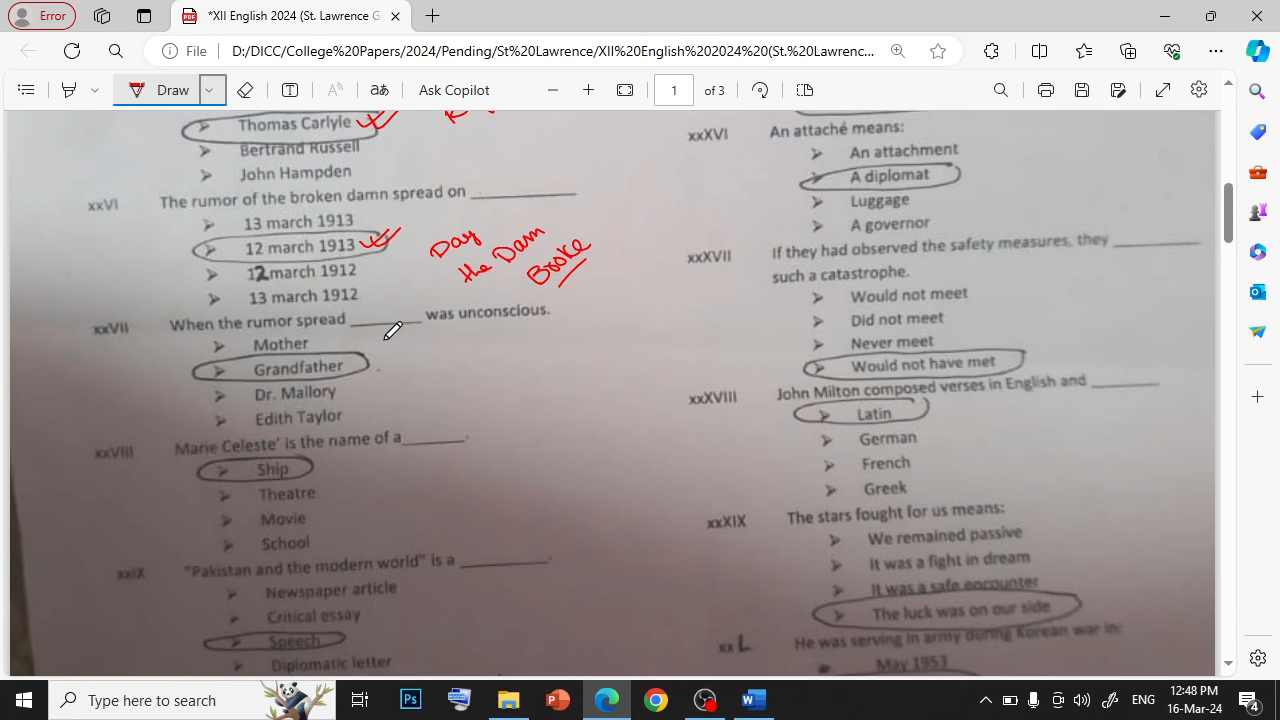 Error
*XII English 2024 (St. Lawrence G
File
D:/DICC/College%20Papers/2024/Pending/St%20Lawrence/XII%20English%202024%20(St.%20Lawrenc...
Draw
Ask Copilot
1
of 3
Thomas Carlyle
Bertrand Russell
John Hampden
xxVI The rumor of the broken damn spread on ____________
13 march 1913
12 march 1913
12 march 1912
13 march 1912
Day
the Dam
Broke
xxVII When the rumor spread ________ was unconscious.
Mother
Grandfather
Dr. Mallory
Edith Taylor
xxVIII Marie Celeste' is the name of a_______.
Ship
Theatre
Movie
School
xxIX "Pakistan and the modern world" is a __________.
Newspaper article
Critical essay
Speech
Diplomatic letter
xxXVI An attaché means:
An attachment
A diplomat
Luggage
A governor
xxXVII If they had observed the safety measures, they __________
such a catastrophe.
Would not meet
Did not meet
Never meet
Would not have met
xxXVIII John Milton composed verses in English and ________
Latin
German
French
Greek
xxXIX The stars fought for us means:
We remained passive
It was a fight in dream
It was a safe encounter
The luck was on our side
xx L He was serving in army during Korean war in:
May 1953
Type here to search
ENG
12:48 PM
16-Mar-24
4